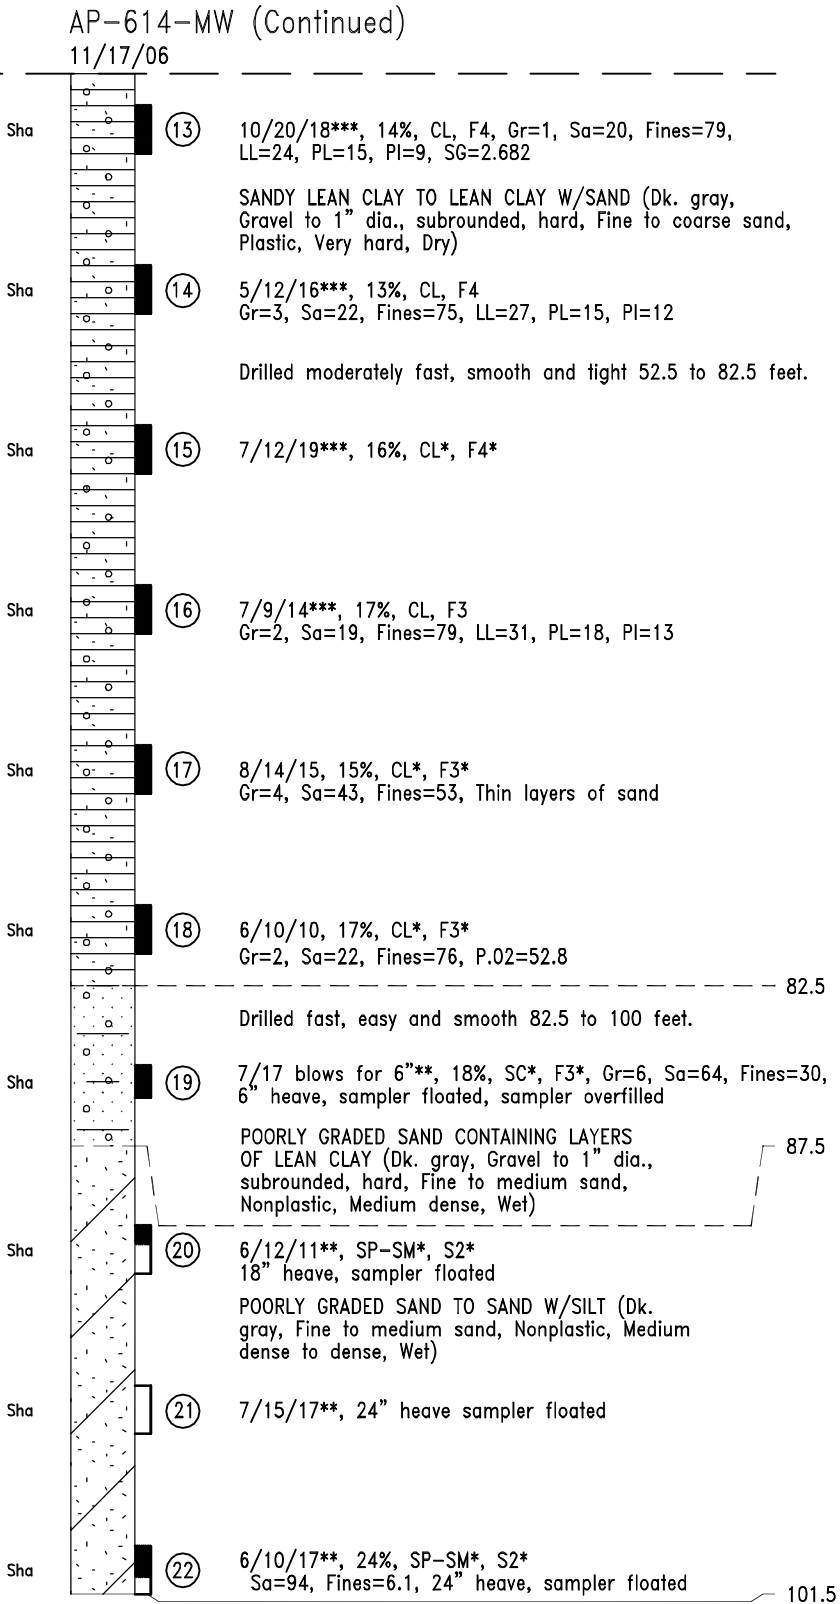 AP-614-MW (Continued)
11/17/06
Sha
13
10/20/18***, 14%, CL, F4, Gr=1, Sa=20, Fines=79,
LL=24, PL=15, PI=9, SG=2.682
SANDY LEAN CLAY TO LEAN CLAY W/SAND (Dk. gray,
Gravel to 1" dia., subrounded, hard, Fine to coarse sand,
Plastic, Very hard, Dry)
Sha
14
5/12/16***, 13%, CL, F4
Gr=3, Sa=22, Fines=75, LL=27, PL=15, PI=12
Drilled moderately fast, smooth and tight 52.5 to 82.5 feet.
Sha
15
7/12/19***, 16%, CL*, F4*
Sha
16
7/9/14***, 17%, CL, F3
Gr=2, Sa=19, Fines=79, LL=31, PL=18, PI=13
Sha
17
8/14/15, 15%, CL*, F3*
Gr=4, Sa=43, Fines=53, Thin layers of sand
Sha
18
6/10/10, 17%, CL*, F3*
Gr=2, Sa=22, Fines=76, P.02=52.8
82.5
Drilled fast, easy and smooth 82.5 to 100 feet.
Sha
19
7/17 blows for 6"**, 18%, SC*, F3*, Gr=6, Sa=64, Fines=30,
6" heave, sampler floated, sampler overfilled
POORLY GRADED SAND CONTAINING LAYERS
OF LEAN CLAY (Dk. gray, Gravel to 1" dia.,
subrounded, hard, Fine to medium sand,
Nonplastic, Medium dense, Wet)
87.5
Sha
20
6/12/11**, SP-SM*, S2*
18" heave, sampler floated
POORLY GRADED SAND TO SAND W/SILT (Dk.
gray, Fine to medium sand, Nonplastic, Medium
dense to dense, Wet)
Sha
21
7/15/17**, 24" heave sampler floated
Sha
22
6/10/17**, 24%, SP-SM*, S2*
Sa=94, Fines=6.1, 24" heave, sampler floated
101.5